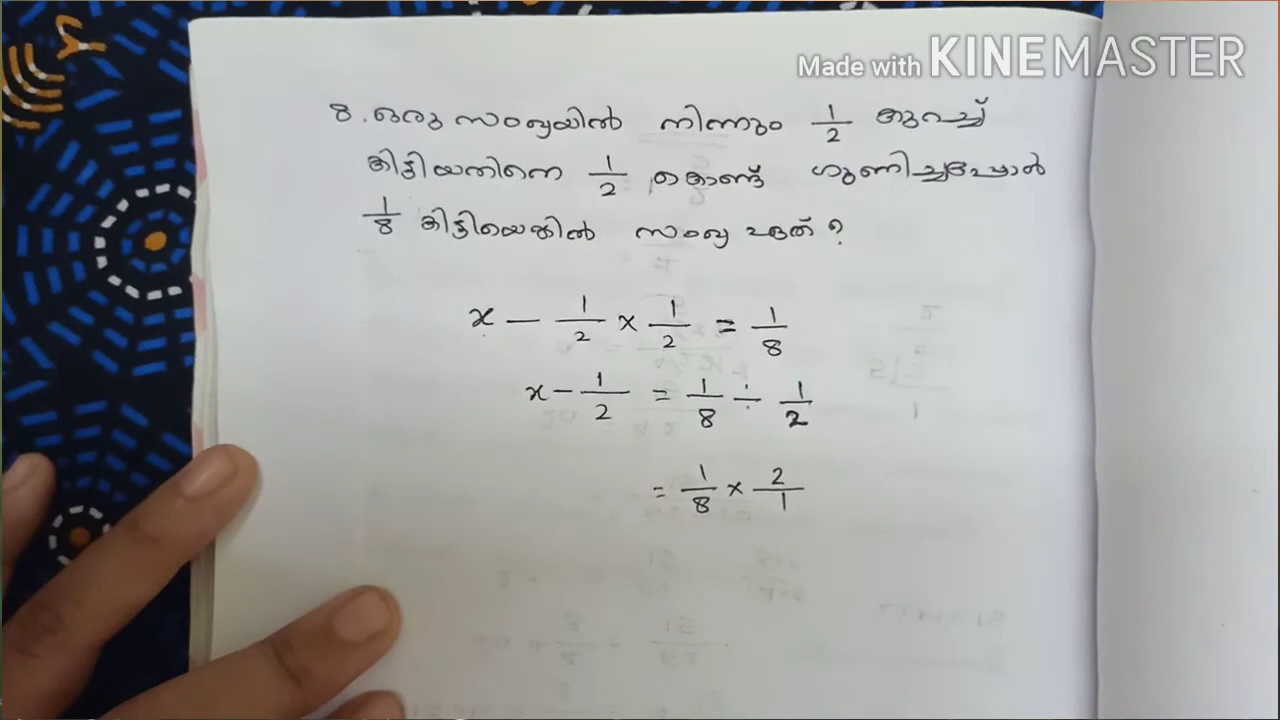 Made with KINEMASTER
8. ഒരു സംഖ്യയിൽ നിന്നും 1/2 കുറച്ച്
കിട്ടിയതിനെ 1/2 കൊണ്ട് ഗുണിച്ചപ്പോൾ
1/8 കിട്ടിയെങ്കിൽ സംഖ്യ ഏത് ?
x - 1/2 × 1/2 = 1/8
x - 1/2 = 1/8 ÷ 1/2
= 1/8 × 2/1